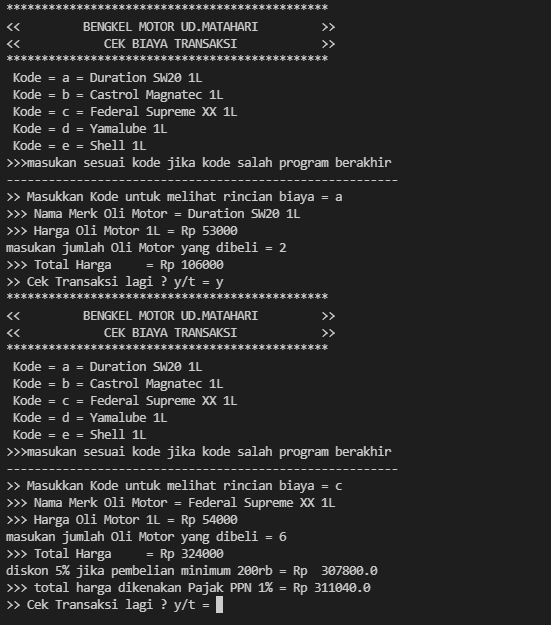 **********************************************
<< BENGKEL MOTOR UD.MATAHARI >>
<< CEK BIAYA TRANSAKSI >>
**********************************************
Kode = a = Duration SW20 1L
Kode = b = Castrol Magnatec 1L
Kode = c = Federal Supreme XX 1L
Kode = d = Yamalube 1L
Kode = e = Shell 1L
>>>masukan sesuai kode jika kode salah program berakhir
--------------------------------------------------------
>> Masukkan Kode untuk melihat rincian biaya = a
>>> Nama Merk Oli Motor = Duration SW20 1L
>>> Harga Oli Motor 1L = Rp 53000
masukan jumlah Oli Motor yang dibeli = 2
>>> Total Harga = Rp 106000
>> Cek Transaksi lagi ? y/t = y
**********************************************
<< BENGKEL MOTOR UD.MATAHARI >>
<< CEK BIAYA TRANSAKSI >>
**********************************************
Kode = a = Duration SW20 1L
Kode = b = Castrol Magnatec 1L
Kode = c = Federal Supreme XX 1L
Kode = d = Yamalube 1L
Kode = e = Shell 1L
>>>masukan sesuai kode jika kode salah program berakhir
--------------------------------------------------------
>> Masukkan Kode untuk melihat rincian biaya = c
>>> Nama Merk Oli Motor = Federal Supreme XX 1L
>>> Harga Oli Motor 1L = Rp 54000
masukan jumlah Oli Motor yang dibeli = 6
>>> Total Harga = Rp 324000
diskon 5% jika pembelian minimum 200rb = Rp 307800.0
>>> total harga dikenakan Pajak PPN 1% = Rp 311040.0
>> Cek Transaksi lagi ? y/t =